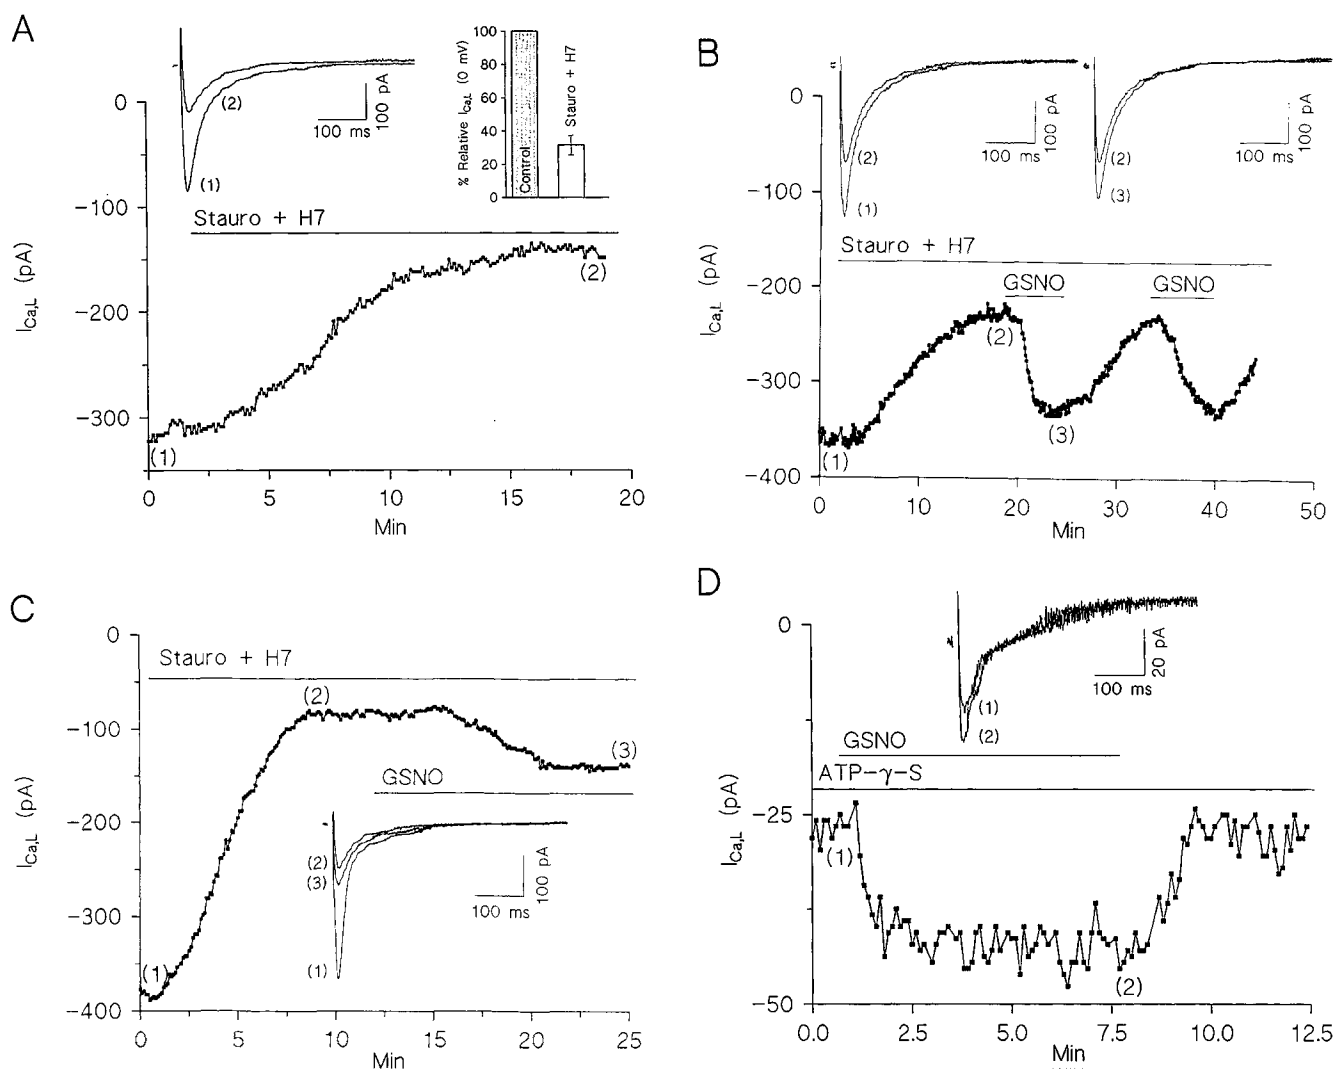 A
(2)
(1)
100 ms
100 pA
% Relative I_Ca,L (0 mV)
100
80
60
40
20
0
Control
Stauro + H7
Stauro + H7
I_Ca,L (pA)
0
−100
−200
−300
(1)
(2)
0
5
10
15
20
Min
B
(2)
(1)
100 ms
100 pA
(2)
(3)
100 ms
100 pA
Stauro + H7
GSNO
GSNO
I_Ca,L (pA)
0
−100
−200
−300
−400
(1)
(2)
(3)
0
10
20
30
40
50
Min
C
Stauro + H7
(2)
(3)
GSNO
(2)
(3)
(1)
100 ms
100 pA
I_Ca,L (pA)
0
−100
−200
−300
−400
(1)
0
5
10
15
20
25
Min
D
(1)
(2)
100 ms
20 pA
GSNO
ATP−γ−S
I_Ca,L (pA)
0
−25
−50
(1)
(2)
0.0
2.5
5.0
7.5
10.0
12.5
Min